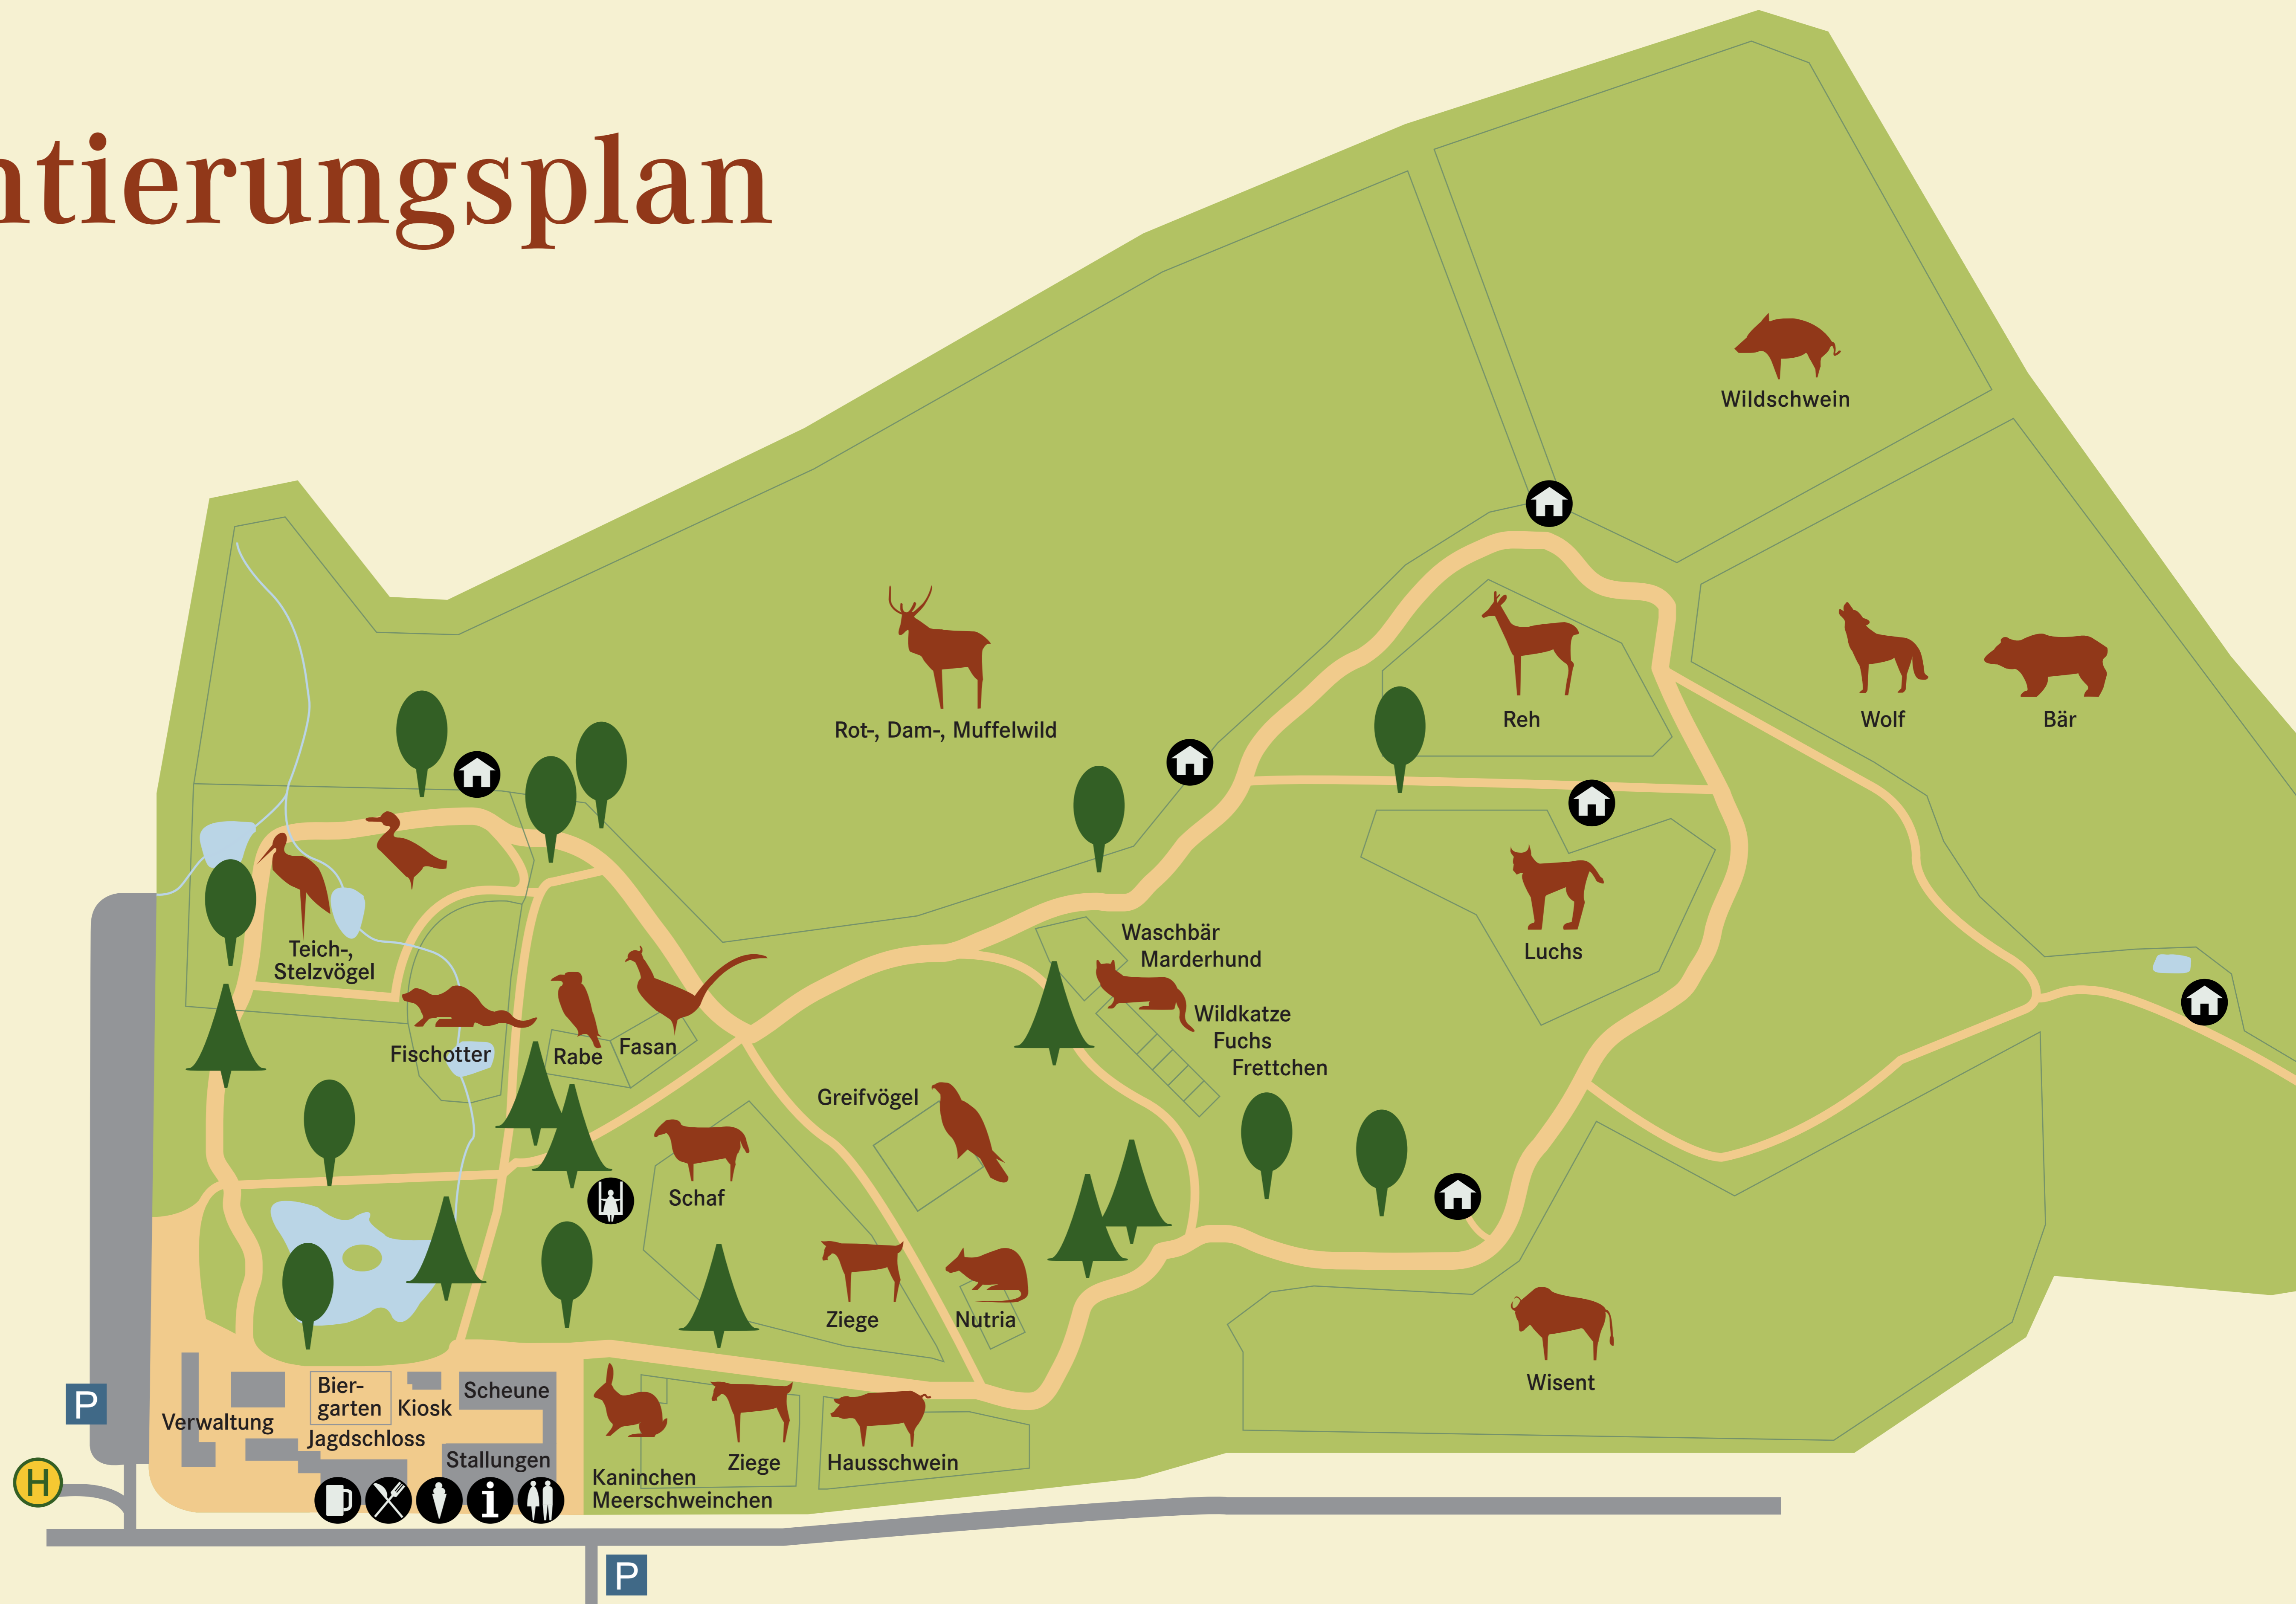 ntierungsplan
Wildschwein
Rot-, Dam-, Muffelwild
Reh
Wolf
Bär
Waschbär
Marderhund
Luchs
Teich-,
Stelzvögel
Wildkatze
Fuchs
Frettchen
Fischotter
Rabe
Fasan
Greifvögel
Schaf
Ziege
Nutria
Wisent
Bier-
garten
Kiosk
Scheune
Verwaltung
Jagdschloss
Stallungen
Ziege
Hausschwein
Kaninchen
Meerschweinchen
P
H
i
P